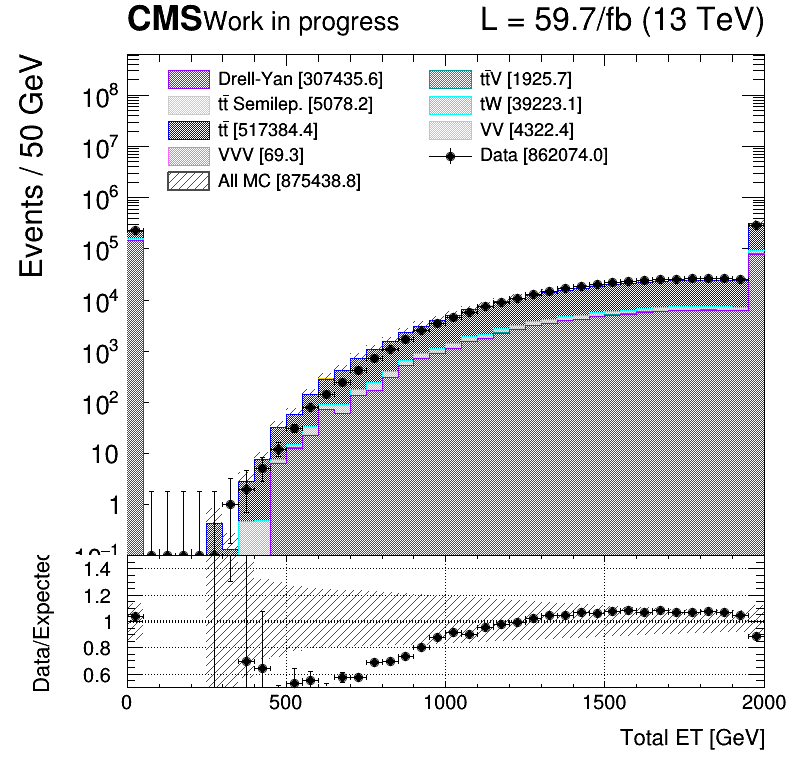 CMS Work in progress L = 59.7/fb (13 TeV)
Events / 50 GeV
Drell-Yan [307435.6]
tt̄ Semilep. [5078.2]
tt̄ [517384.4]
VVV [69.3]
All MC [875438.8]
tt̄V [1925.7]
tW [39223.1]
VV [4322.4]
Data [862074.0]
10⁸
10⁷
10⁶
10⁵
10⁴
10³
10²
10
1
10⁻¹
Data/Expected
1.4
1.2
1
0.8
0.6
0 500 1000 1500 2000
Total ET [GeV]